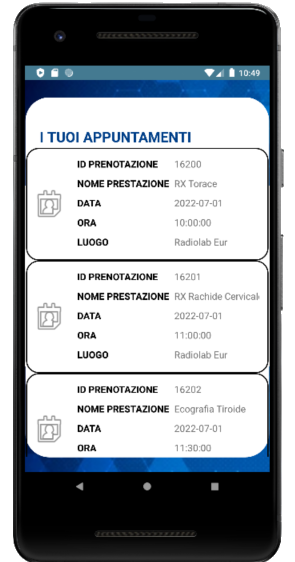 10:49
I TUOI APPUNTAMENTI
ID PRENOTAZIONE 16200
NOME PRESTAZIONE RX Torace
DATA 2022-07-01
ORA 10:00:00
LUOGO Radiolab Eur
ID PRENOTAZIONE 16201
NOME PRESTAZIONE RX Rachide Cervical
DATA 2022-07-01
ORA 11:00:00
LUOGO Radiolab Eur
ID PRENOTAZIONE 16202
NOME PRESTAZIONE Ecografia Tiroide
DATA 2022-07-01
ORA 11:30:00